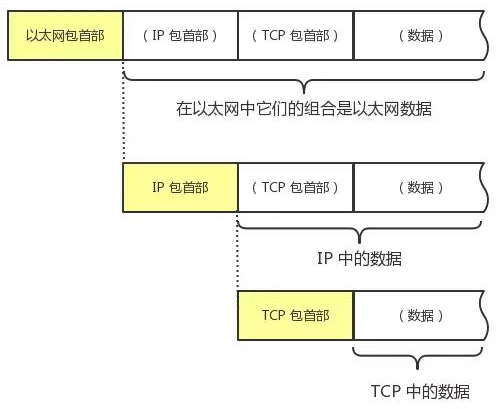 以太网包首部 （IP 包首部） （TCP 包首部） （数据）
在以太网中它们的组合是以太网数据
IP 包首部 （TCP 包首部） （数据）
IP 中的数据
TCP 包首部 （数据）
TCP 中的数据